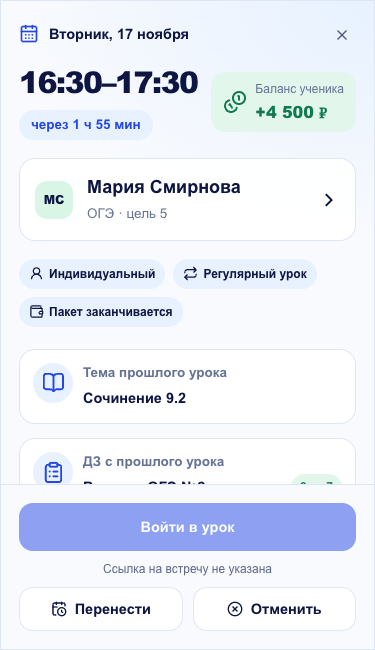 Вторник, 17 ноября
16:30–17:30
через 1 ч 55 мин
Баланс ученика
+4 500 ₽
МС
Мария Смирнова
ОГЭ · цель 5
Индивидуальный
Регулярный урок
Пакет заканчивается
Тема прошлого урока
Сочинение 9.2
ДЗ с прошлого урока
Войти в урок
Ссылка на встречу не указана
Перенести
Отменить